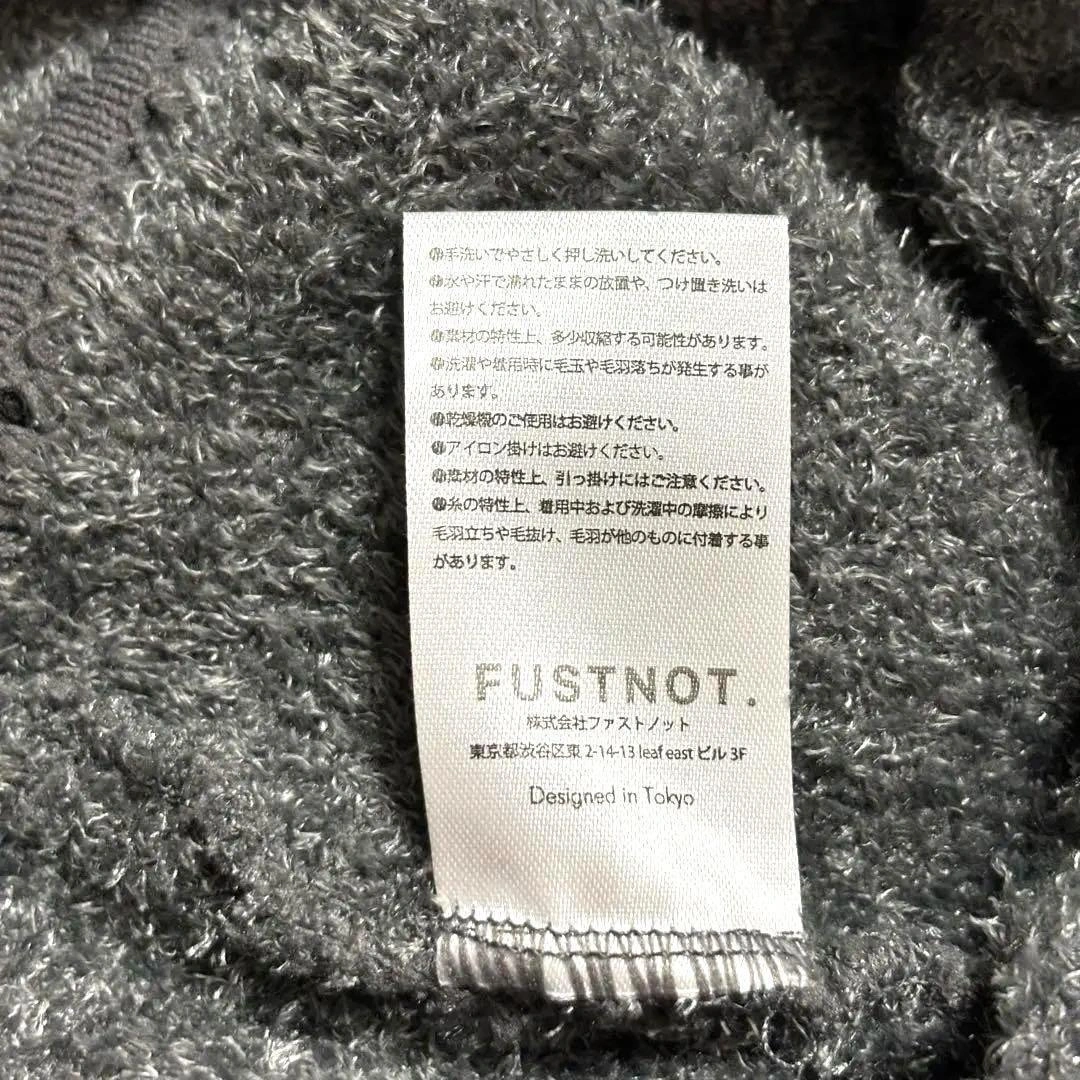 ●手洗いでやさしく押し洗いしてください。
●水や汗で濡れたままの放置や、つけ置き洗いは
お避けください。
●素材の特性上、多少収縮する可能性があります。
●洗濯や着用時に毛玉や毛羽落ちが発生する事が
あります。
●乾燥機のご使用はお避けください。
●アイロン掛けはお避けください。
●素材の特性上、引っ掛けにはご注意ください。
●糸の特性上、着用中および洗濯中の摩擦により
毛羽立ちや毛抜け、毛羽が他のものに付着する事
があります。
FUSTNOT.
株式会社ファストノット
東京都渋谷区東 2-14-13 leaf east ビル 3F
Designed in Tokyo